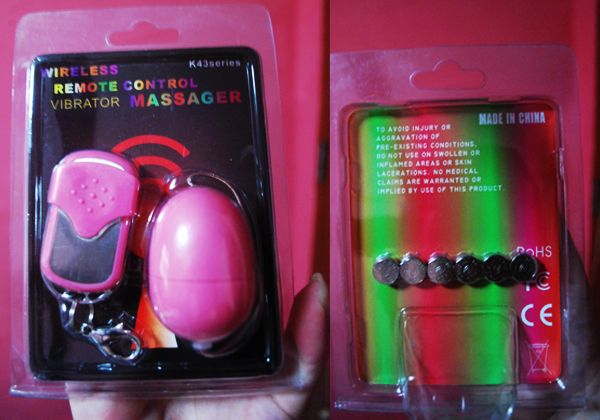 K43series
WIRELESS
REMOTE CONTROL
VIBRATOR MASSAGER
MADE IN CHINA
TO AVOID INJURY OR
AGGRAVATION OF
PRE-EXISTING CONDITIONS,
DO NOT USE ON SWOLLEN OR
INFLAMED AREAS OR SKIN
LACERATIONS. NO MEDICAL
CLAIMS ARE WARRANTED OR
IMPLIED BY USE OF THIS PRODUCT
RoHS
FC
CE